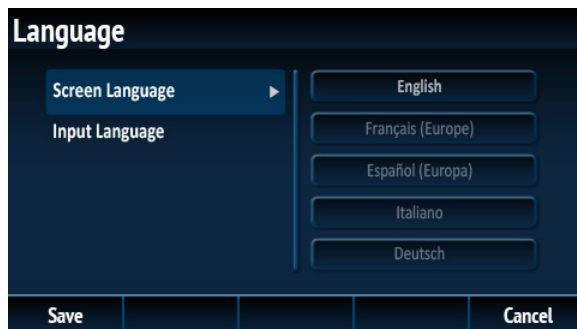 Language
Screen Language
Input Language
English
Français (Europe)
Español (Europa)
Italiano
Deutsch
Save
Cancel